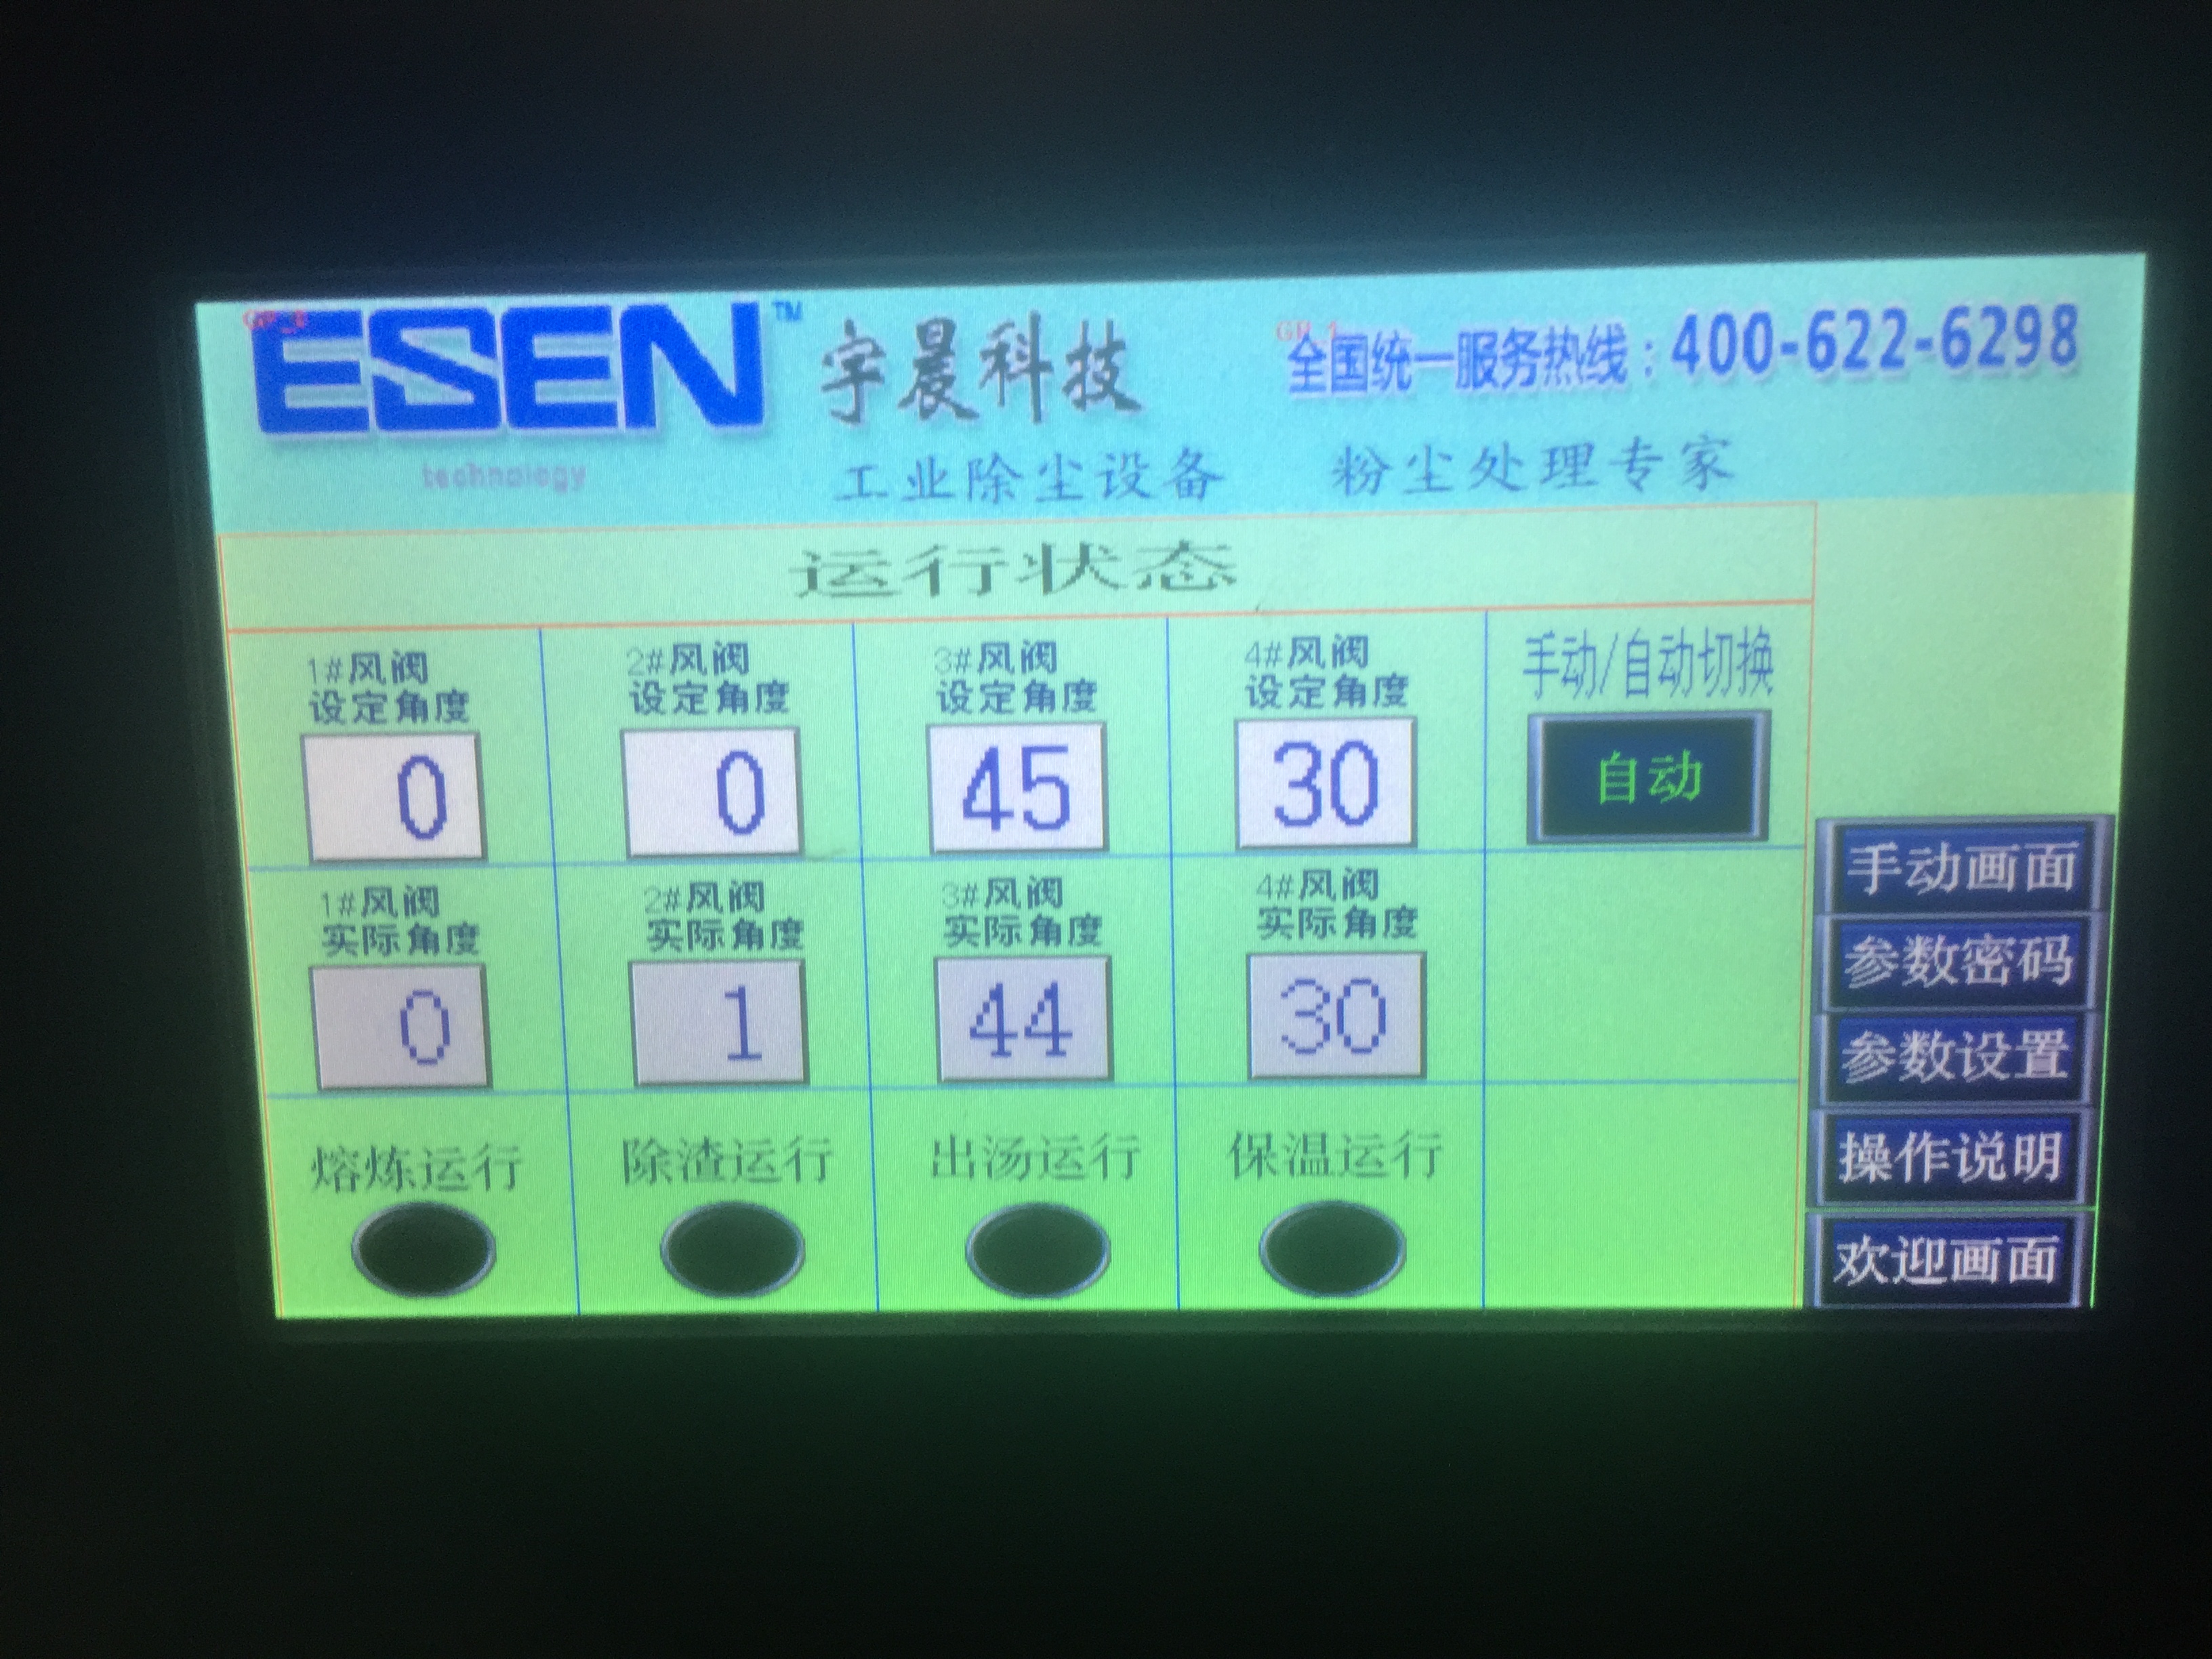 ESEN™
宇晨科技
全国统一服务热线：400-622-6298
technology
工业除尘设备 粉尘处理专家
运行状态
1#风阀
设定角度
0
2#风阀
设定角度
0
3#风阀
设定角度
45
4#风阀
设定角度
30
手动/自动切换
自动
1#风阀
实际角度
0
2#风阀
实际角度
1
3#风阀
实际角度
44
4#风阀
实际角度
30
熔炼运行
除渣运行
出汤运行
保温运行
手动画面
参数密码
参数设置
操作说明
欢迎画面